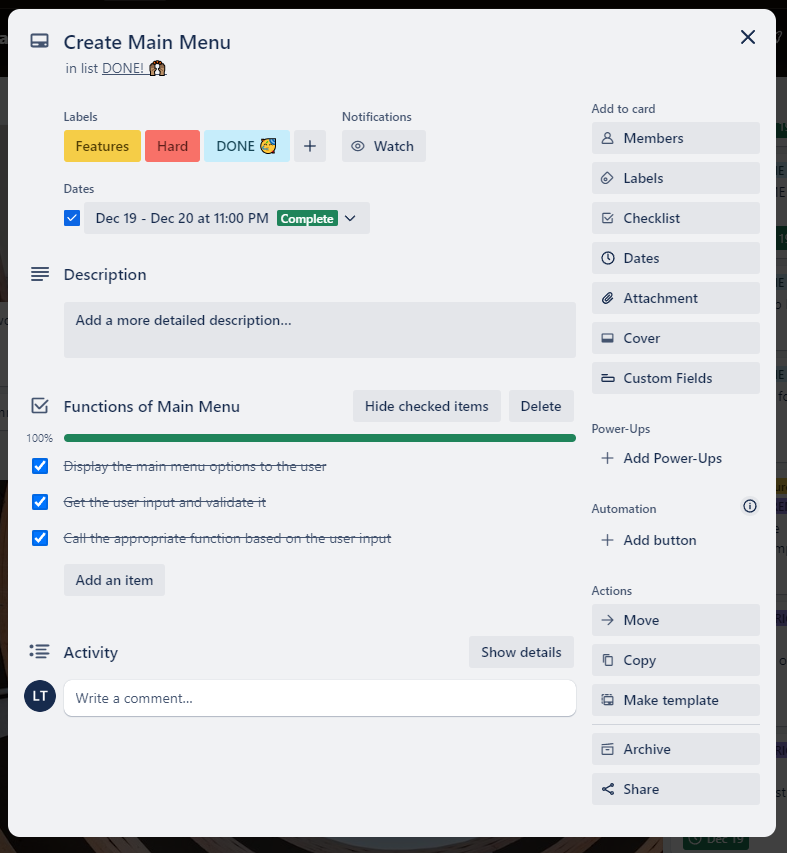 Create Main Menu
in list DONE!
Labels
Features Hard DONE
Notifications
Watch
Dates
Dec 19 - Dec 20 at 11:00 PM Complete
Description
Add a more detailed description...
Functions of Main Menu Hide checked items Delete
100%
Display the main menu options to the user
Get the user input and validate it
Call the appropriate function based on the user input
Add an item
Activity Show details
LT Write a comment...
Add to card
Members
Labels
Checklist
Dates
Attachment
Cover
Custom Fields
Power-Ups
Add Power-Ups
Automation
Add button
Actions
Move
Copy
Make template
Archive
Share
Dec 19